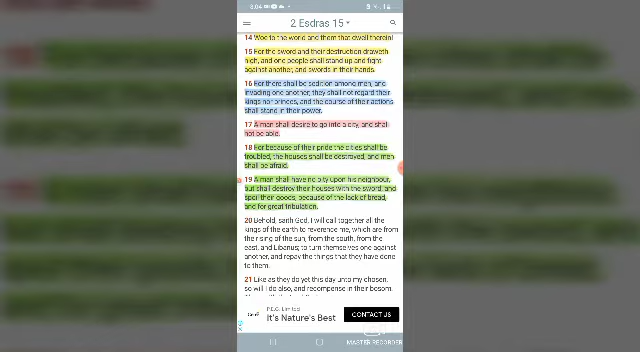 8:04
2 Esdras 15
14 Woe to the world and them that dwell therein!
15 For the sword and their destruction draweth
nigh, and one people shall stand up and fight
against another, and swords in their hands.
16 For there shall be sedition among men, and
invading one another; they shall not regard their
kings nor princes, and the course of their actions
shall stand in their power.
17 A man shall desire to go into a city, and shall
not be able.
18 For because of their pride the cities shall be
troubled, the houses shall be destroyed, and men
shall be afraid.
19 A man shall have no pity upon his neighbour,
but shall destroy their houses with the sword, and
spoil their goods, because of the lack of bread,
and for great tribulation.
20 Behold, saith God, I will call together all the
kings of the earth to reverence me, which are from
the rising of the sun, from the south, from the
east, and Libanus; to turn themselves one against
another, and repay the things that they have done
to them.
21 Like as they do yet this day unto my chosen,
so will I do also, and recompense in their bosom.
P.E.G. Limited
It's Nature's Best
CONTACT US
MASTER RECORDER